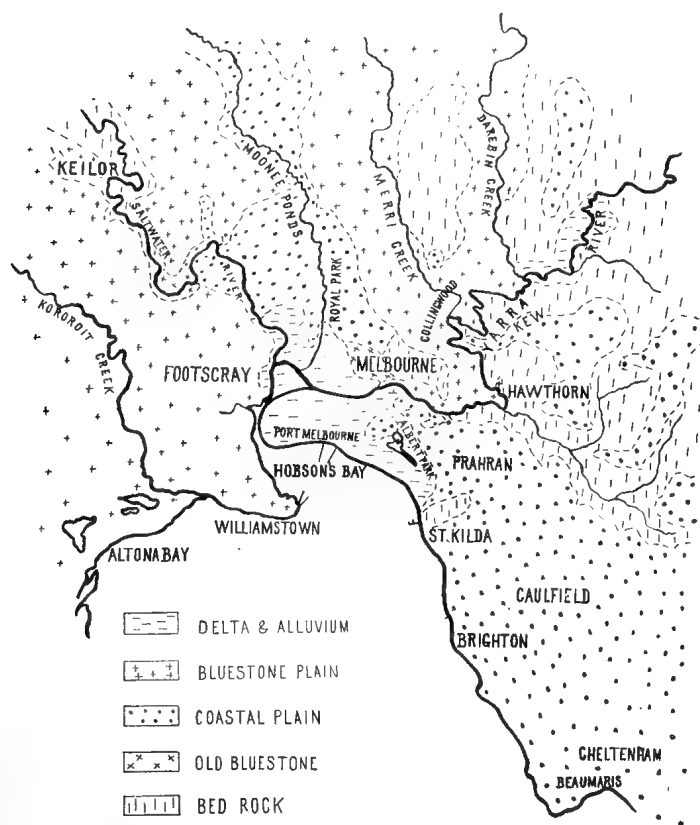 KEILOR
SALTWATER
RIVER
MOONEE PONDS
ROYAL PARK
MERRI CREEK
DAREBIN CREEK
COLLINGWOOD
YARRA
RIVER
KEW
KOROROIT
CREEK
FOOTSCRAY
MELBOURNE
HAWTHORN
PORT MELBOURNE
ALBERT PARK
PRAHRAN
HOBSON'S BAY
WILLIAMSTOWN
ST. KILDA
ALTONA BAY
CAULFIELD
BRIGHTON
CHELTENHAM
BEAUMARIS
DELTA & ALLUVIUM
BLUESTONE PLAIN
COASTAL PLAIN
OLD BLUESTONE
BED ROCK